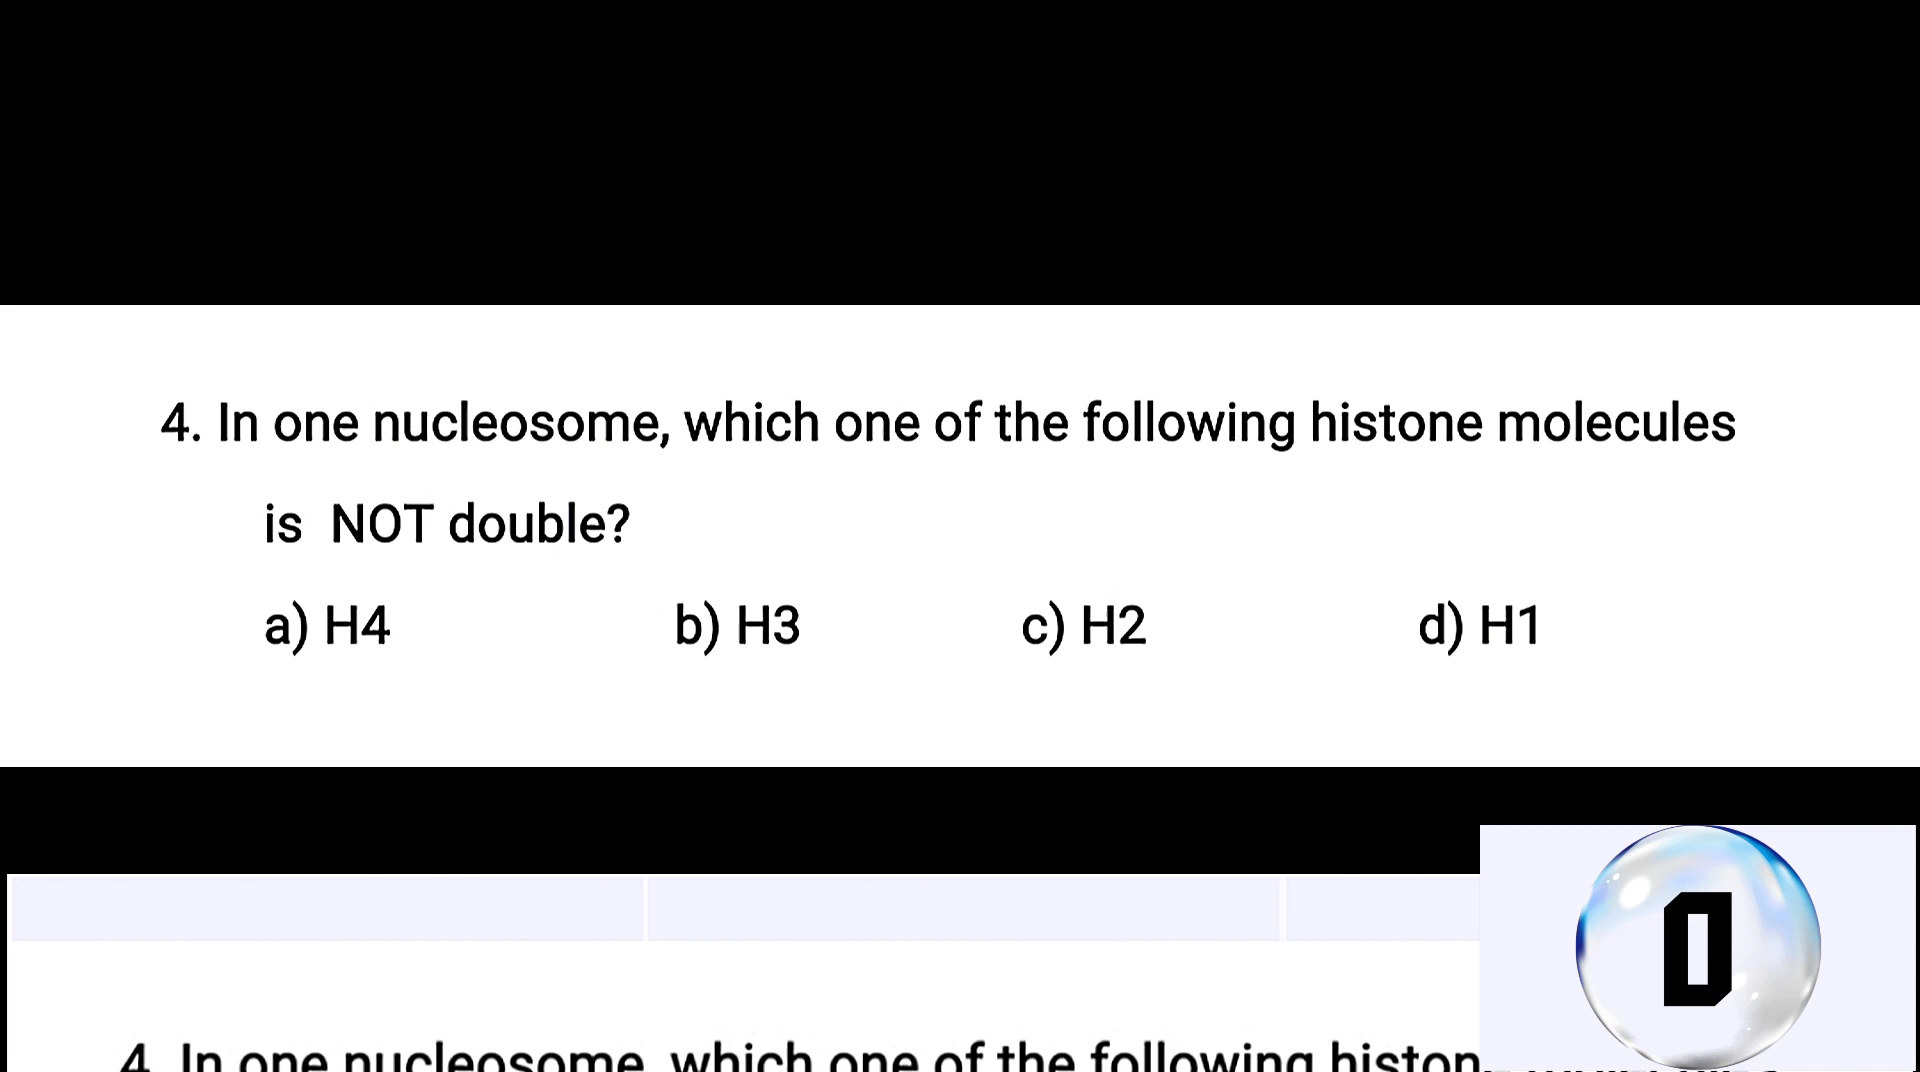 4. In one nucleosome, which one of the following histone molecules
is NOT double?
a) H4 b) H3 c) H2 d) H1
0
4. In one nucleosome, which one of the following histon